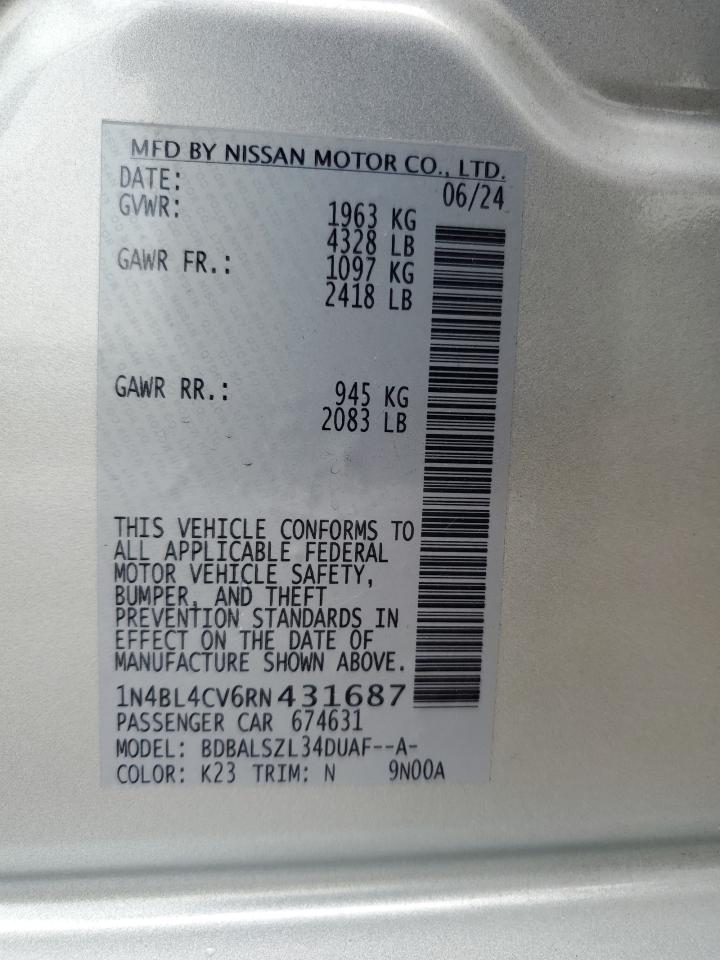 MFD BY NISSAN MOTOR CO., LTD.
DATE: 06/24
GVWR: 1963 KG
4328 LB
GAWR FR.: 1097 KG
2418 LB
GAWR RR.: 945 KG
2083 LB
THIS VEHICLE CONFORMS TO
ALL APPLICABLE FEDERAL
MOTOR VEHICLE SAFETY,
BUMPER, AND THEFT
PREVENTION STANDARDS IN
EFFECT ON THE DATE OF
MANUFACTURE SHOWN ABOVE.
1N4BL4CV6RN431687
PASSENGER CAR 674631
MODEL: BDBALSZL34DUAF--A-
COLOR: K23 TRIM: N 9N00A